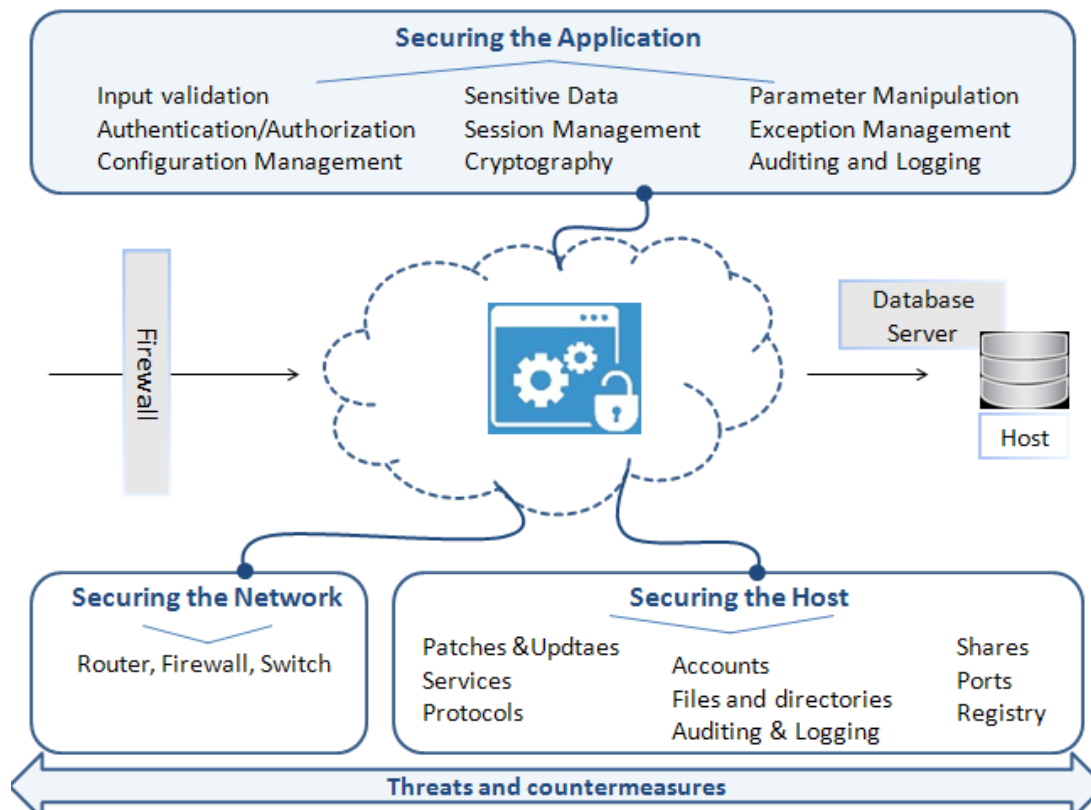 Securing the Application
Input validation
Authentication/Authorization
Configuration Management
Sensitive Data
Session Management
Cryptography
Parameter Manipulation
Exception Management
Auditing and Logging
Firewall
Database
Server
Host
Securing the Network
Router, Firewall, Switch
Securing the Host
Patches &Updtaes
Services
Protocols
Accounts
Files and directories
Auditing & Logging
Shares
Ports
Registry
Threats and countermeasures